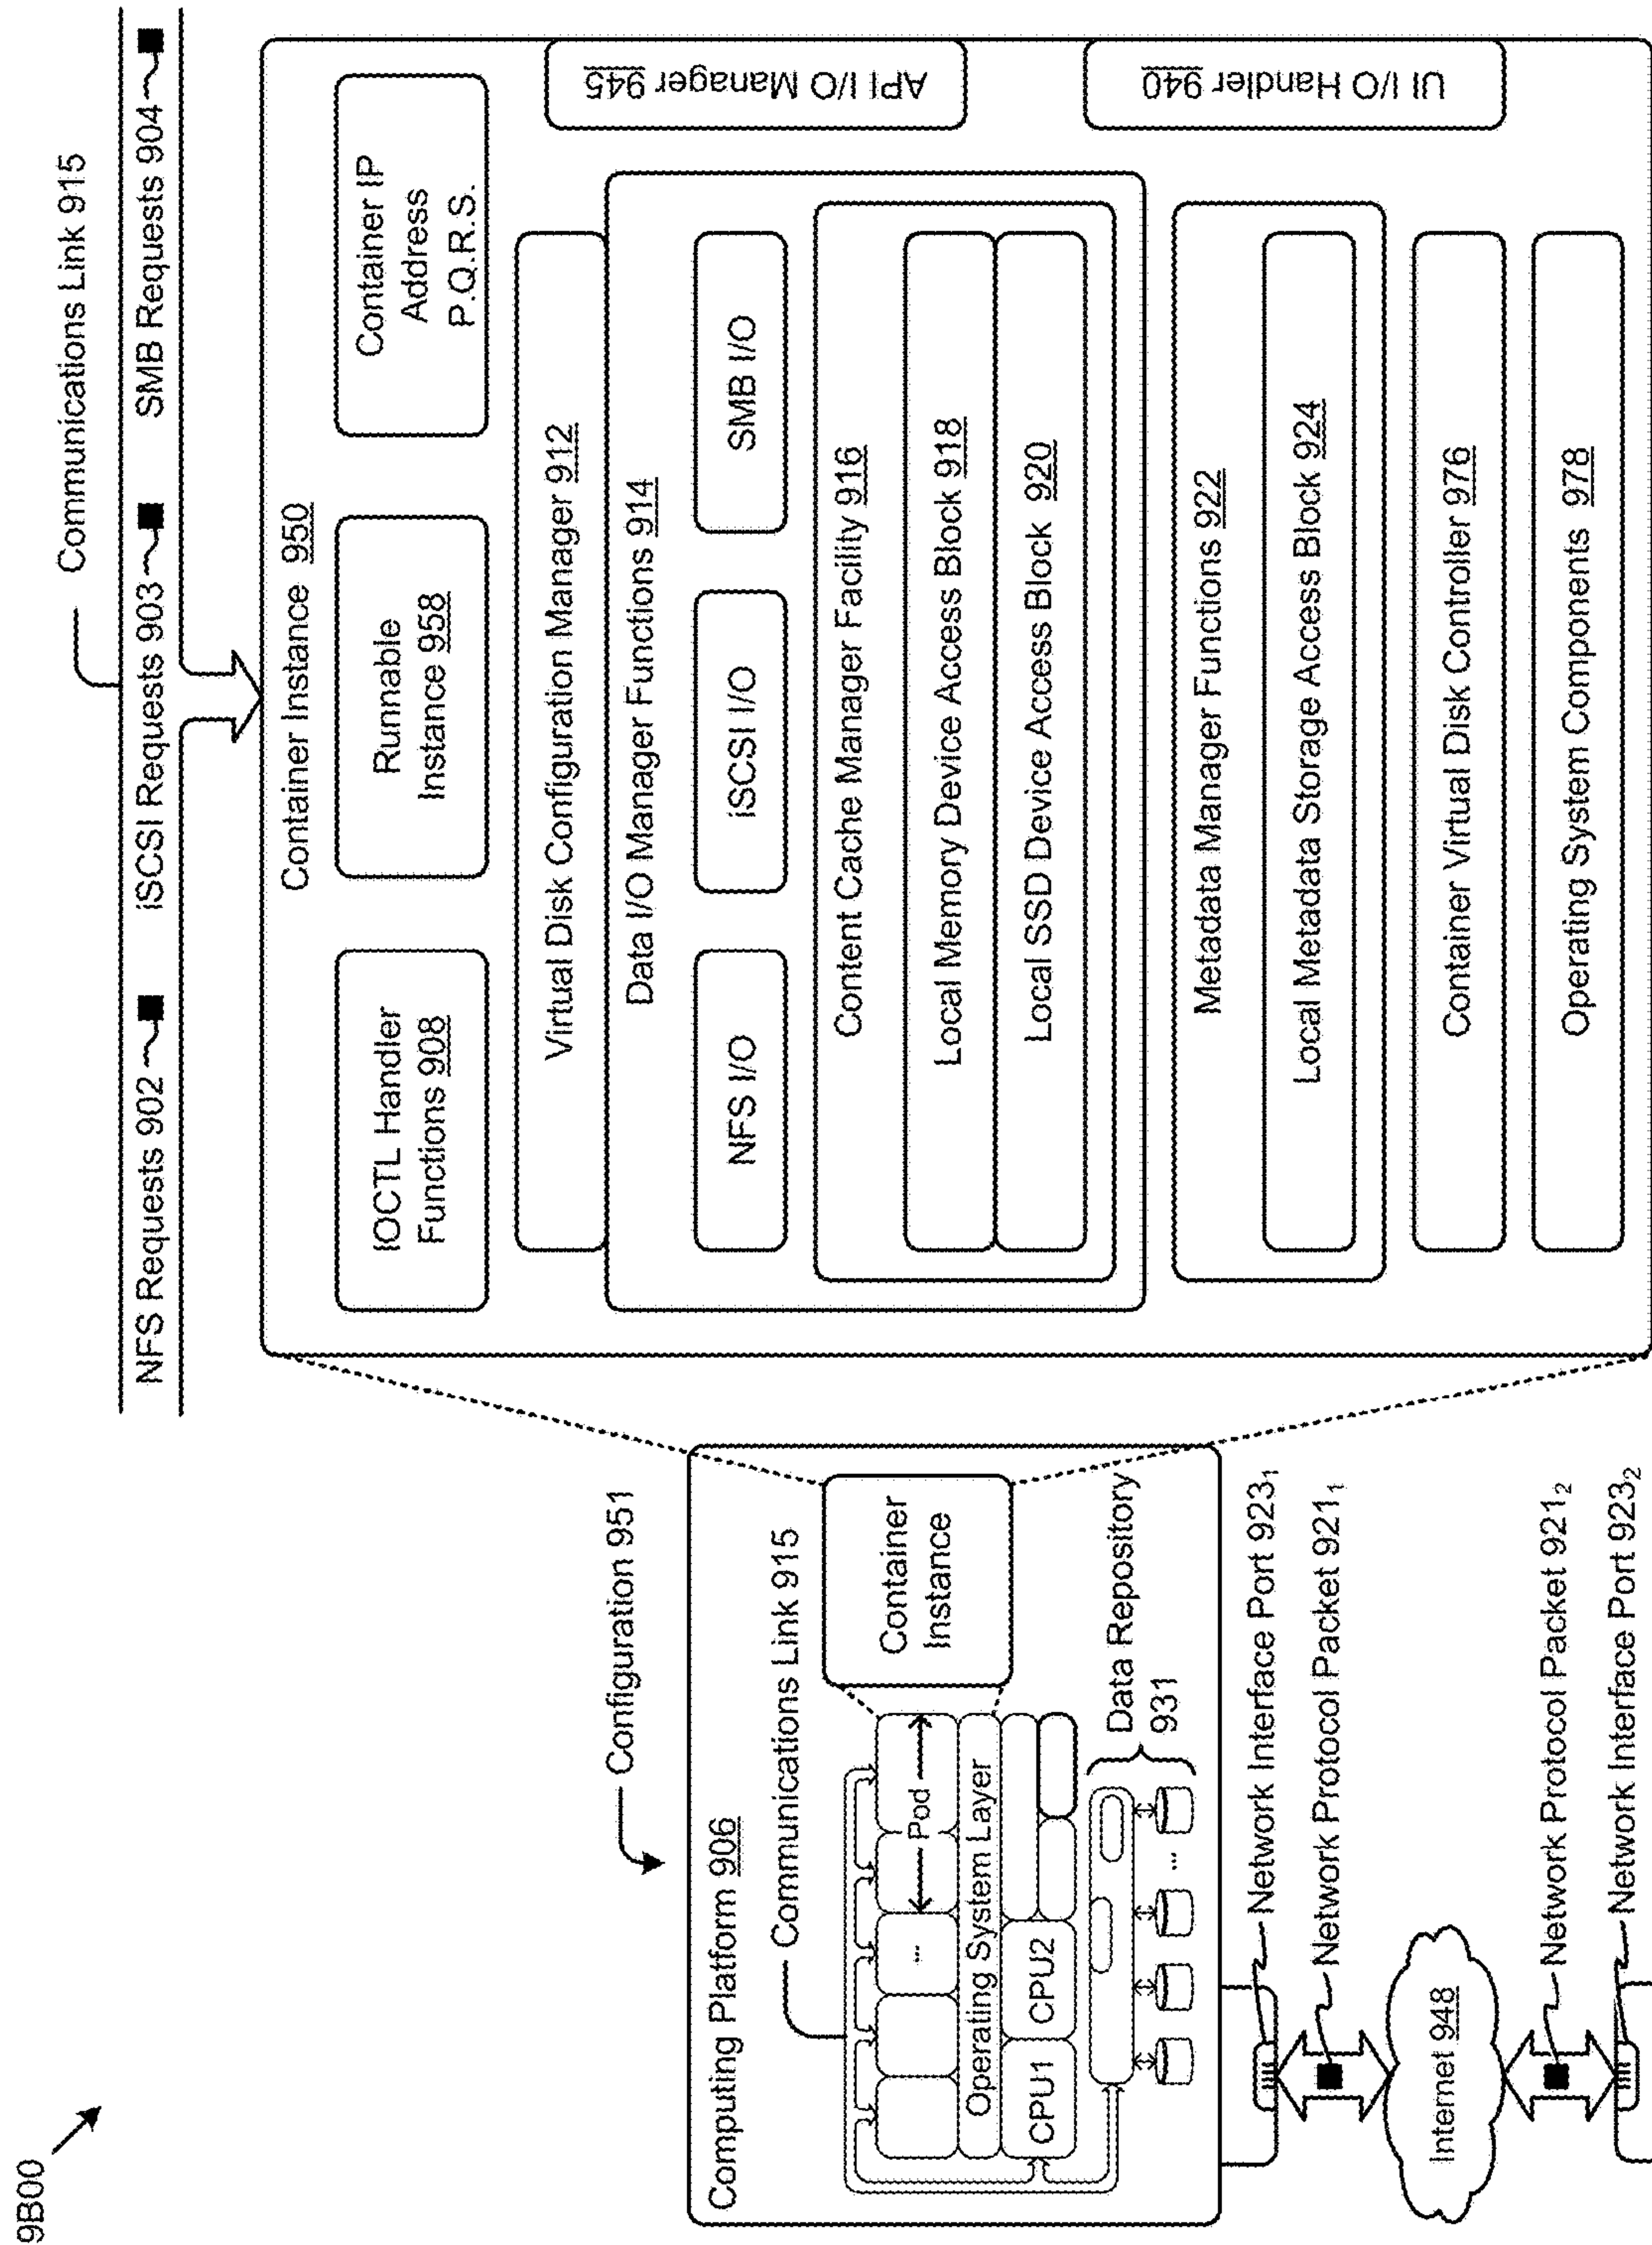 9B00
Communications Link 915
NFS Requests 902
iSCSI Requests 903
SMB Requests 904
Configuration 951
Computing Platform 906
Communications Link 915
...
Pod
Operating System Layer
CPU1
CPU2
Container
Instance
Data Repository
931
...
Network Interface Port 923₁
Network Protocol Packet 921₁
Internet 948
Network Protocol Packet 921₂
Network Interface Port 923₂
Container Instance 950
IOCTL Handler
Functions 908
Runnable
Instance 958
Container IP
Address
P.Q.R.S.
Virtual Disk Configuration Manager 912
Data I/O Manager Functions 914
NFS I/O
iSCSI I/O
SMB I/O
Content Cache Manager Facility 916
Local Memory Device Access Block 918
Local SSD Device Access Block 920
Metadata Manager Functions 922
Local Metadata Storage Access Block 924
Container Virtual Disk Controller 976
Operating System Components 978
API I/O Manager 945
UI I/O Handler 940